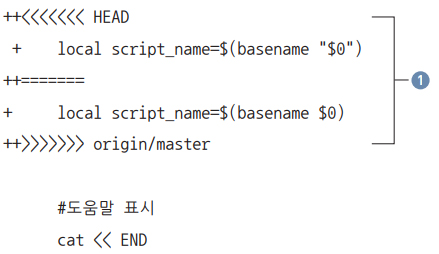 ++<<<<<<< HEAD
 +    local script_name=$(basename "$0")
++=======
+     local script_name=$(basename $0)
++>>>>>>> origin/master
1
      #도움말 표시
      cat << END